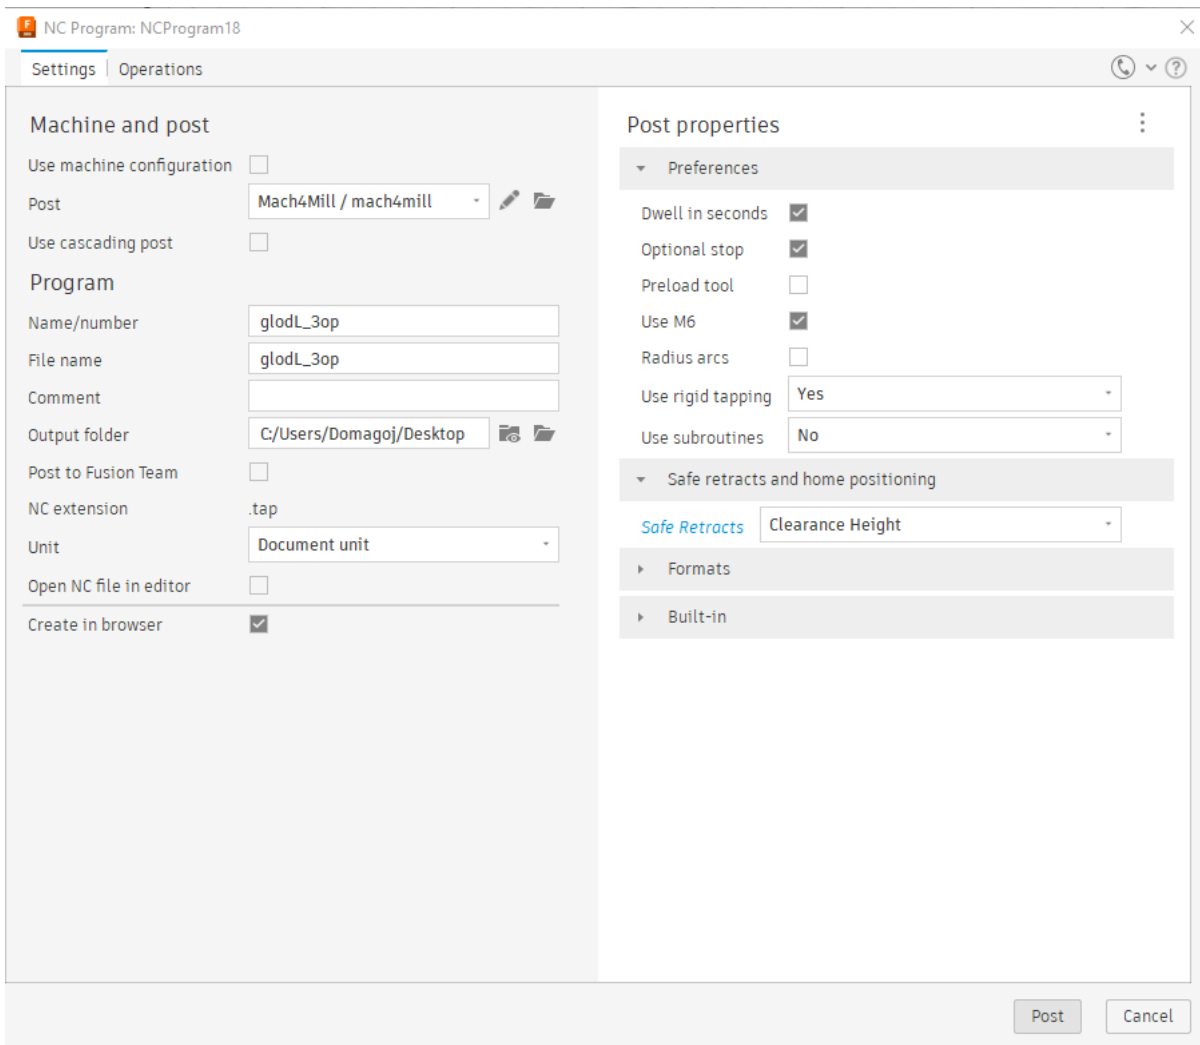 NC Program: NCProgram18
Settings
Operations
Machine and post
Use machine configuration
Post
Mach4Mill / mach4mill
Use cascading post
Program
Name/number
glodL_3op
File name
glodL_3op
Comment
Output folder
C:/Users/Domagoj/Desktop
Post to Fusion Team
NC extension
.tap
Unit
Document unit
Open NC file in editor
Create in browser
Post properties
Preferences
Dwell in seconds
Optional stop
Preload tool
Use M6
Radius arcs
Use rigid tapping
Yes
Use subroutines
No
Safe retracts and home positioning
Safe Retracts
Clearance Height
Formats
Built-in
Post
Cancel